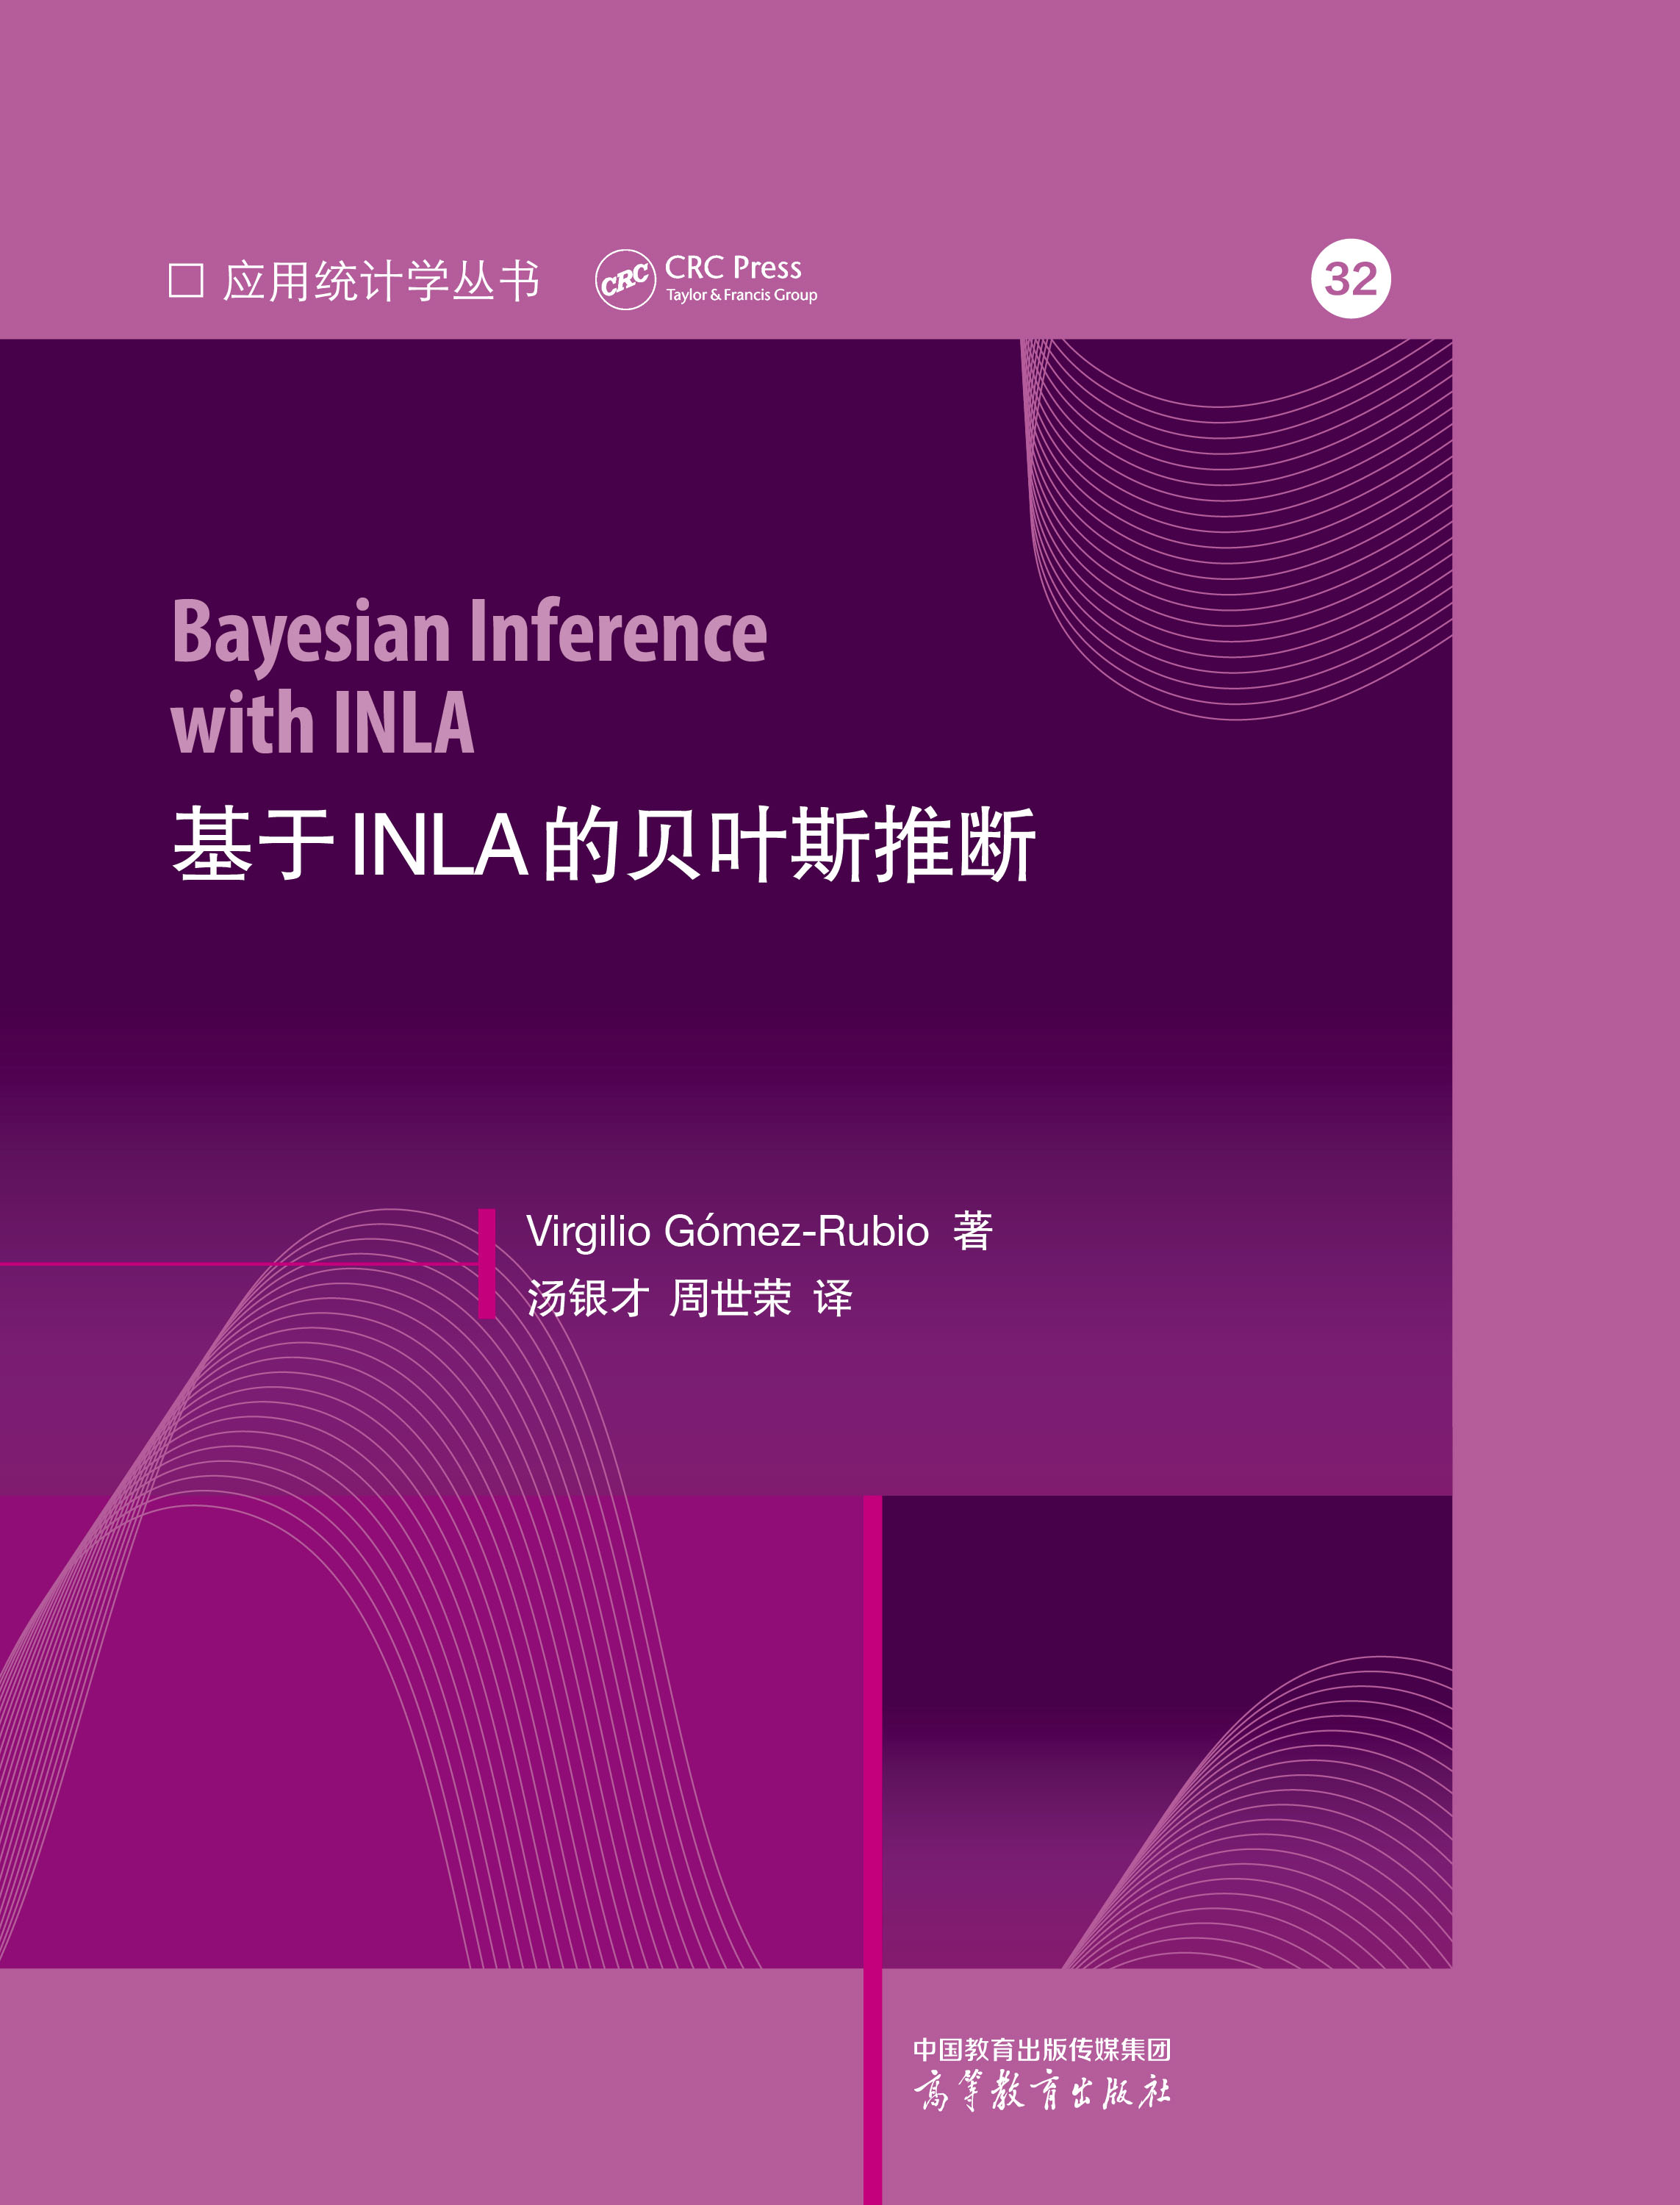 □ 应用统计学丛书
CRC
CRC Press
Taylor & Francis Group
32
Bayesian Inference
with INLA
基于INLA的贝叶斯推断
Virgilio Gómez-Rubio 著
汤银才 周世荣 译
中国教育出版传媒集团
高等教育出版社